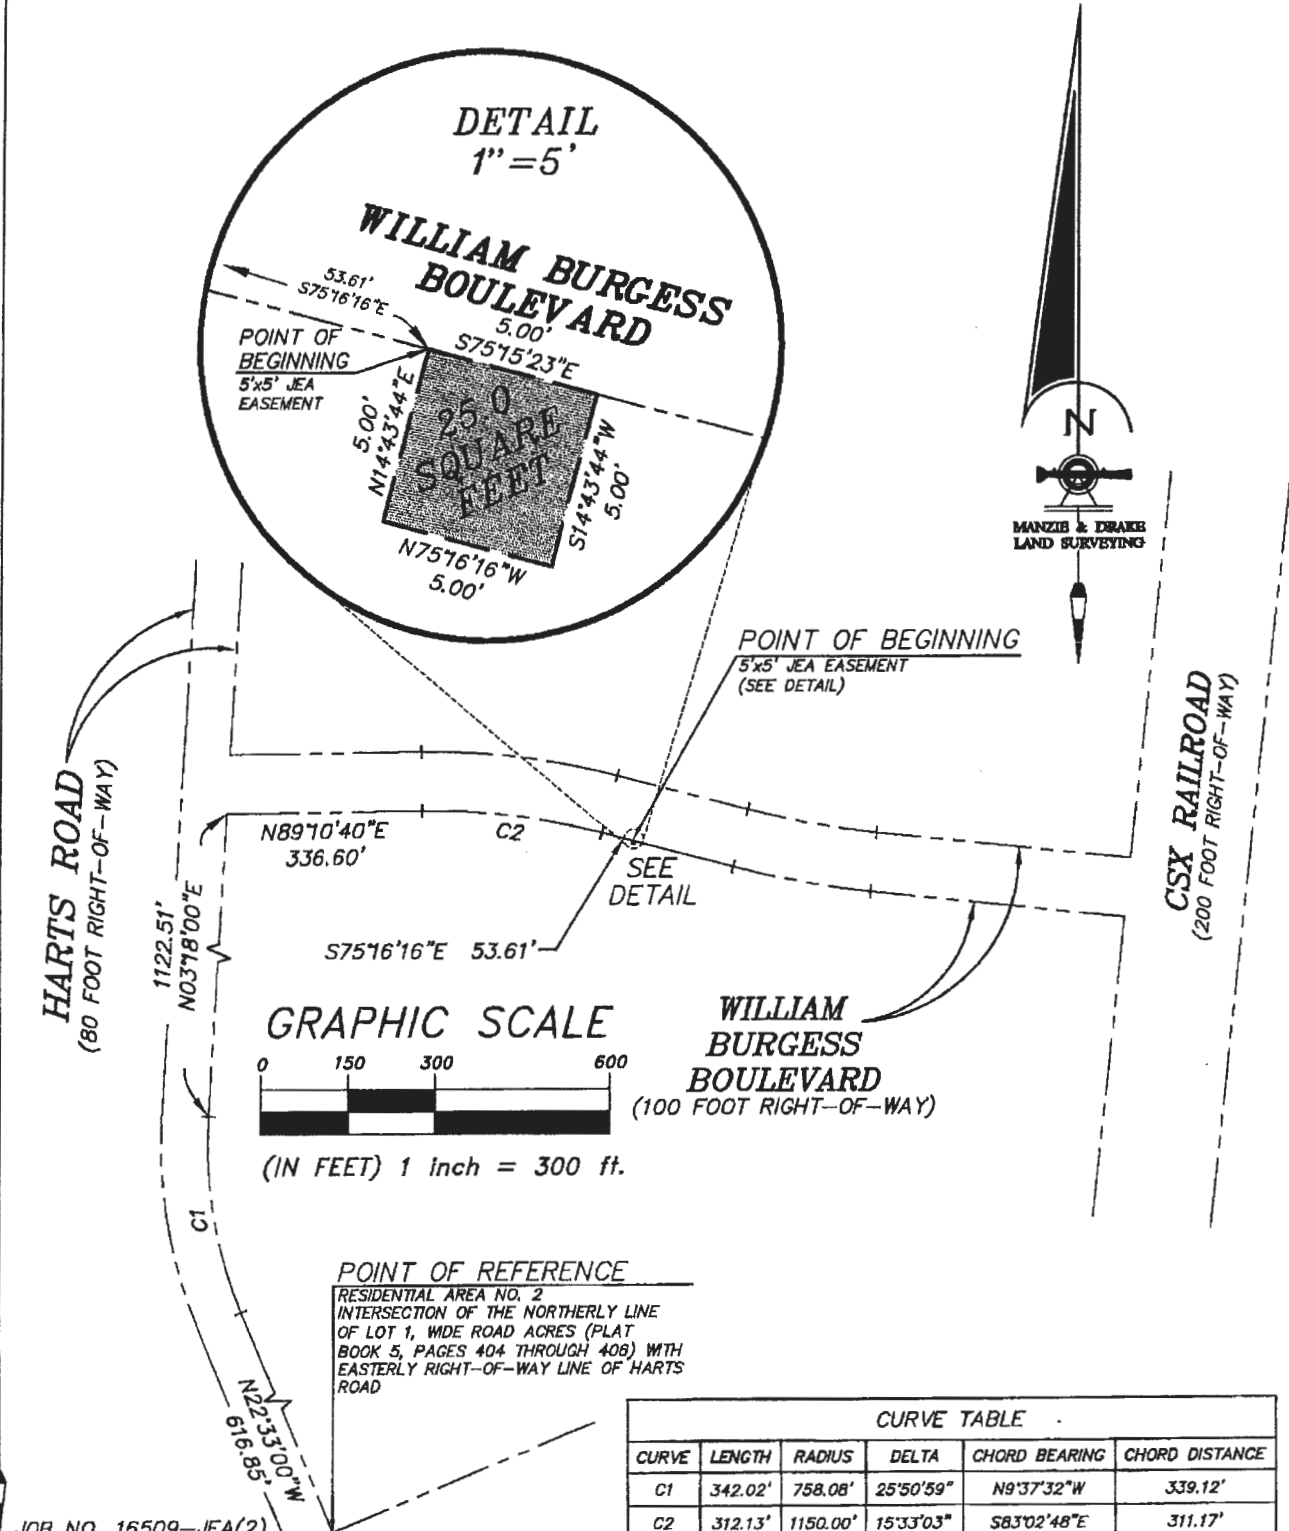 DETAIL
1"=5'
WILLIAM BURGESS
BOULEVARD
53.61'
S75°16'16"E
POINT OF
BEGINNING
5'x5' JEA
EASEMENT
5.00'
S75°15'23"E
5.00'
N14°43'44"E
25.0
SQUARE
FEET
S14°43'44"W
5.00'
N75°16'16"W
5.00'
N
MANZIE & DRAKE
LAND SURVEYING
POINT OF BEGINNING
5'x5' JEA EASEMENT
(SEE DETAIL)
HARTS ROAD
(80 FOOT RIGHT-OF-WAY)
CSX RAILROAD
(200 FOOT RIGHT-OF-WAY)
N89°10'40"E
336.60'
C2
SEE
DETAIL
1122.51'
N03°18'00"E
S75°16'16"E 53.61'
GRAPHIC SCALE
0 150 300 600
(IN FEET) 1 inch = 300 ft.
WILLIAM
BURGESS
BOULEVARD
(100 FOOT RIGHT-OF-WAY)
C1
POINT OF REFERENCE
RESIDENTIAL AREA NO. 2
INTERSECTION OF THE NORTHERLY LINE
OF LOT 1, WIDE ROAD ACRES (PLAT
BOOK 5, PAGES 404 THROUGH 406) WITH
EASTERLY RIGHT-OF-WAY LINE OF HARTS
ROAD
N22°33'00"W
616.85'
CURVE TABLE
CURVE LENGTH RADIUS DELTA CHORD BEARING CHORD DISTANCE
C1 342.02' 758.08' 25°50'59" N9°37'32"W 339.12'
C2 312.13' 1150.00' 15°33'03" S83°02'48"E 311.17'
JOB NO. 16509-JEA(2)